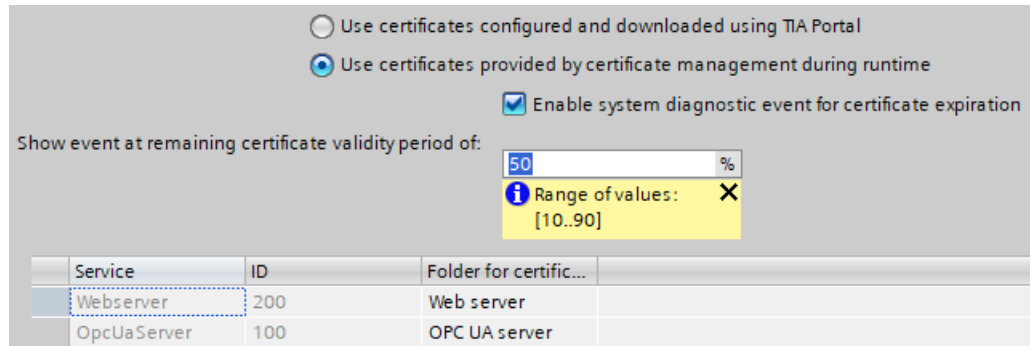 Use certificates configured and downloaded using TIA Portal
Use certificates provided by certificate management during runtime
Enable system diagnostic event for certificate expiration
Show event at remaining certificate validity period of:
50 %
Range of values:
[10..90]
Service ID Folder for certific...
Webserver 200 Web server
OpcUaServer 100 OPC UA server